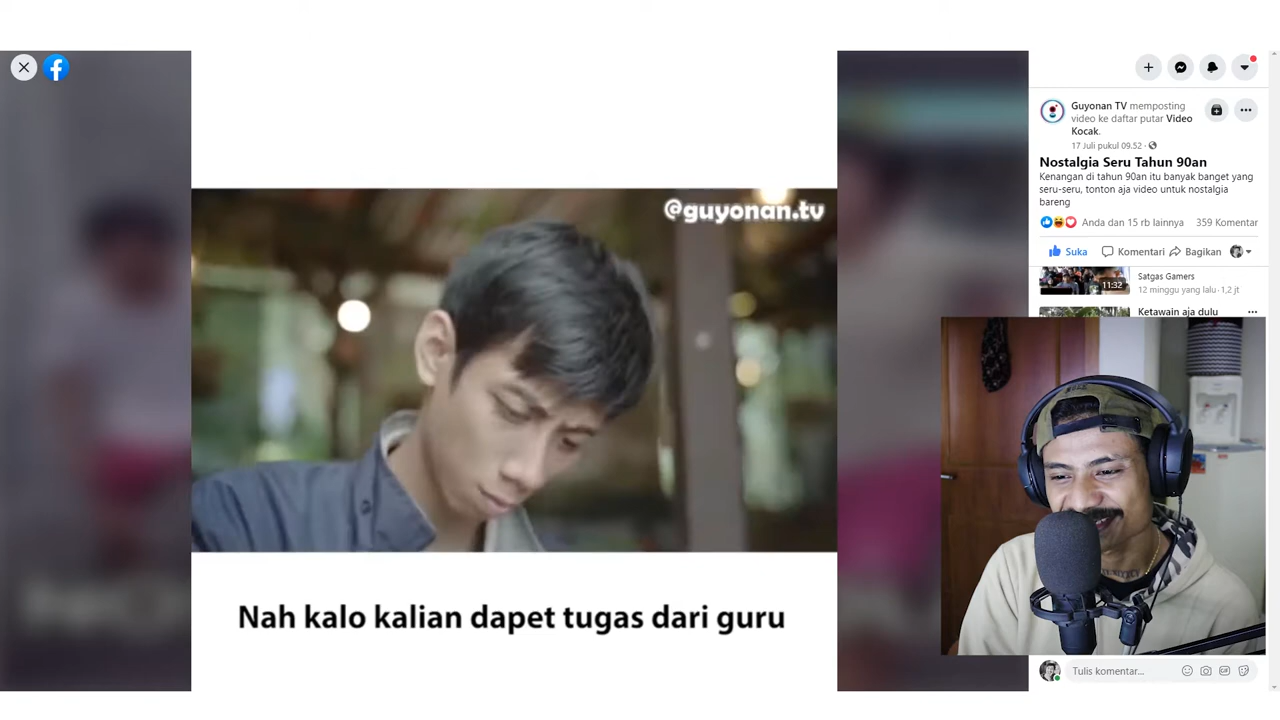 @guyonan.tv
Nah kalo kalian dapet tugas dari guru
Guyonan TV memposting
video ke daftar putar Video
Kocak.
17 Juli pukul 09.52 ·
Nostalgia Seru Tahun 90an
Kenangan di tahun 90an itu banyak banget yang
seru-seru, tonton aja video untuk nostalgia
bareng
Anda dan 15 rb lainnya 359 Komentar
Suka Komentari Bagikan
11:32
Satgas Gamers
12 minggu yang lalu · 1,2 jt
Ketawain aja dulu
Tulis komentar...